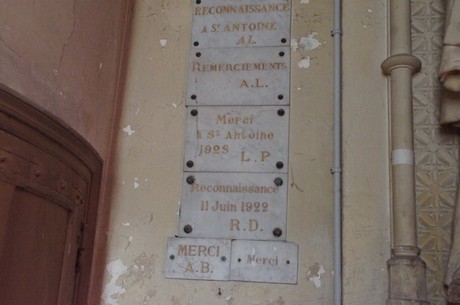 RECONNAISSANCE
A ST ANTOINE
A.L.
REMERCIEMENTS
A.L.
Merci
à St Antoine
1928 L.P.
Reconnaissance
11 Juin 1922
R.D.
MERCI
A.B.
Merci